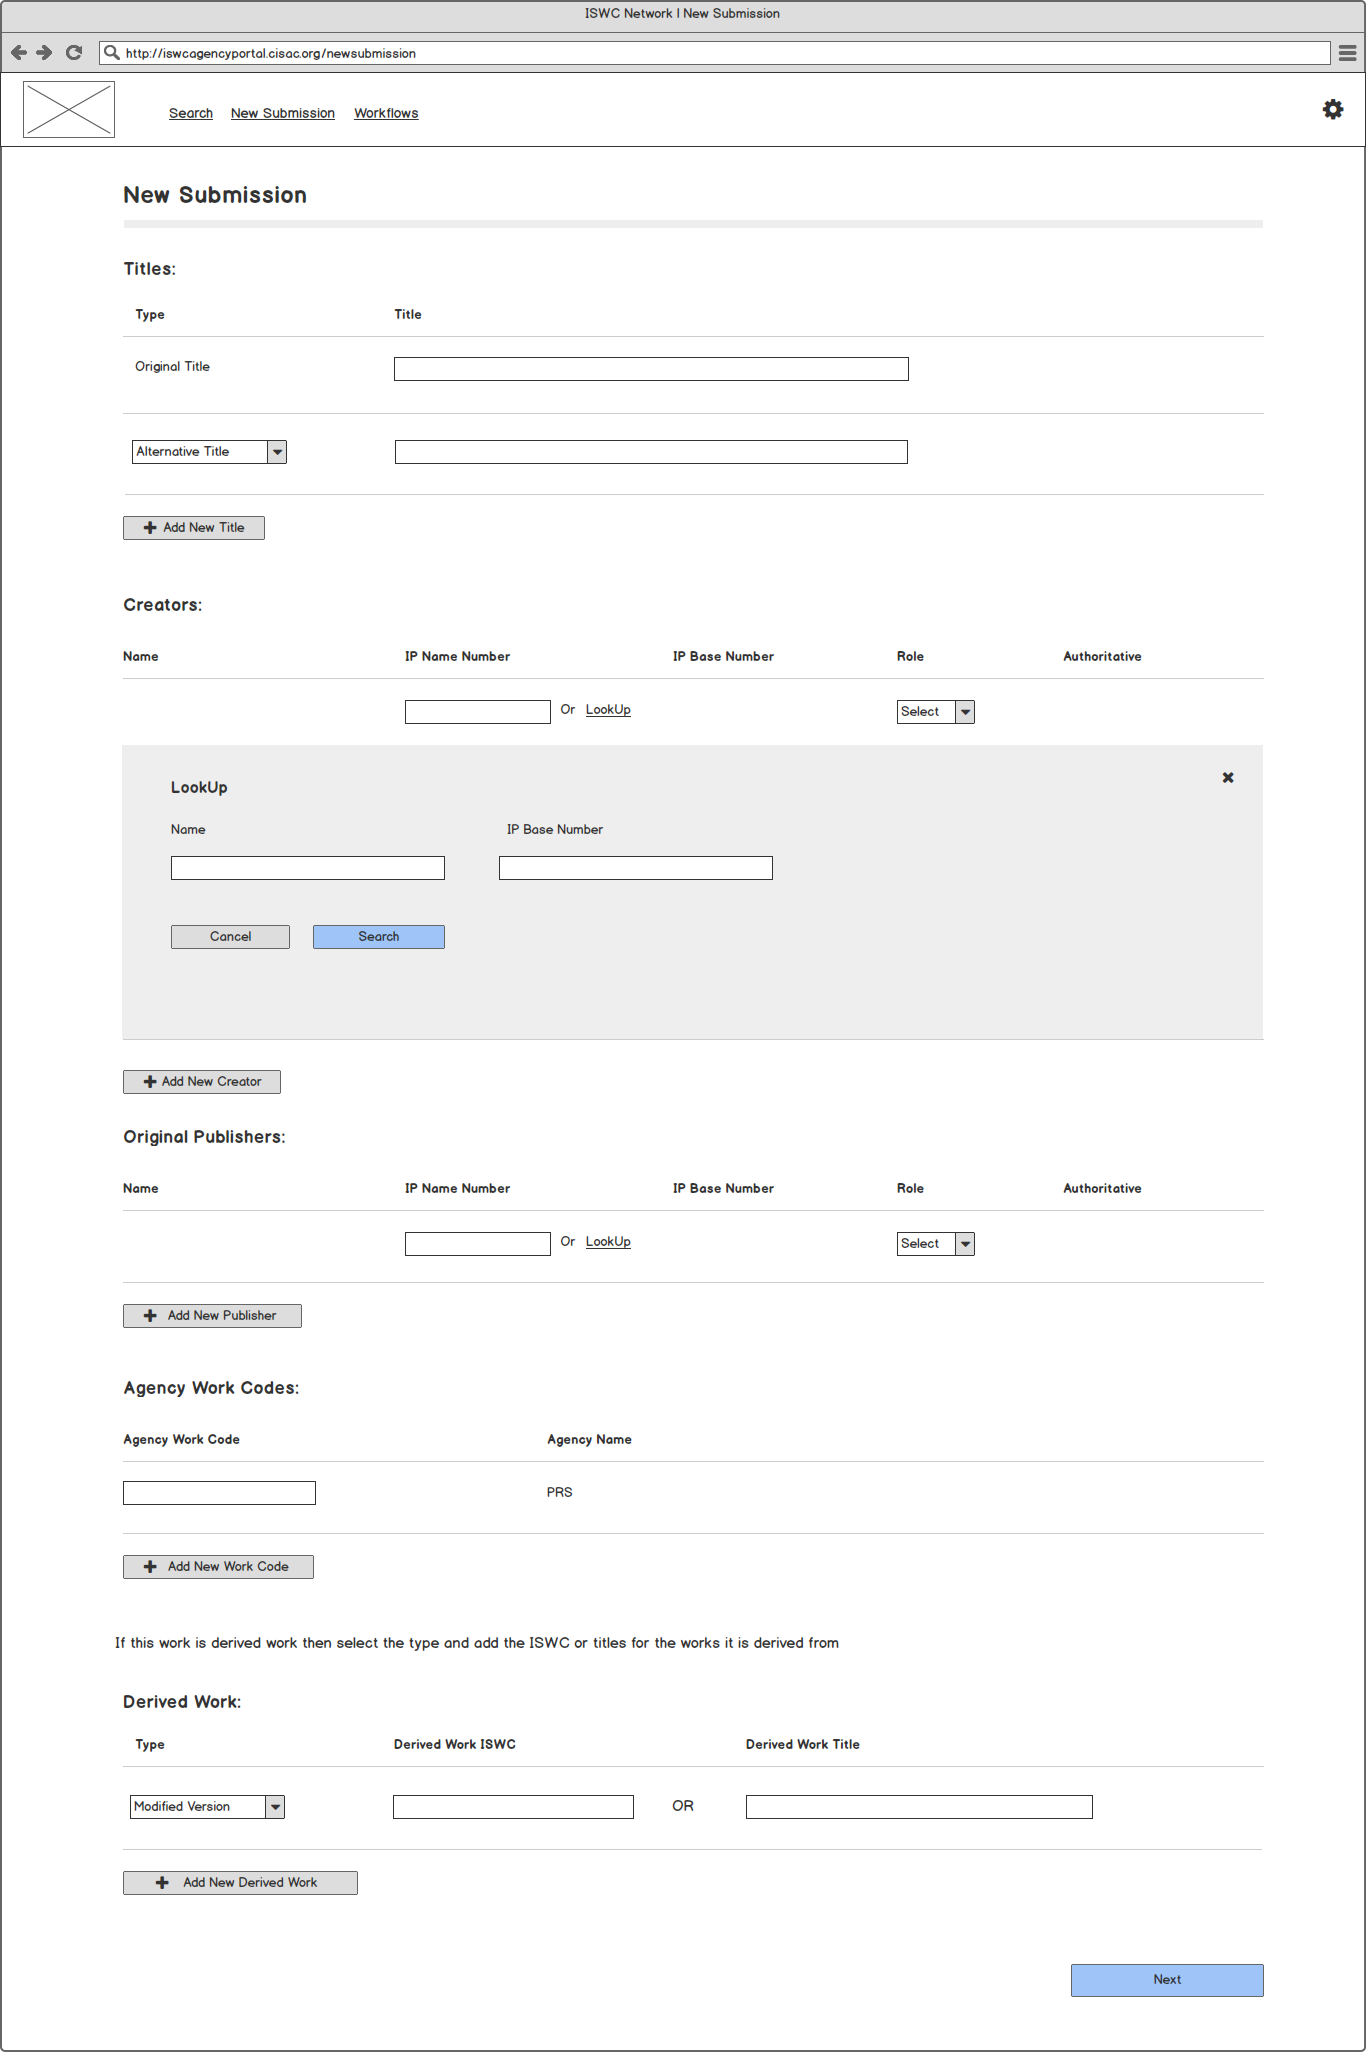 ISWC Network | New Submission
http://iswcagencyportal.cisac.org/newsubmission
Search New Submission Workflows
New Submission
Titles:
Type Title
Original Title
Alternative Title
Add New Title
Creators:
Name IP Name Number IP Base Number Role Authoritative
Or LookUp Select
LookUp
Name IP Base Number
Cancel Search
Add New Creator
Original Publishers:
Name IP Name Number IP Base Number Role Authoritative
Or LookUp Select
Add New Publisher
Agency Work Codes:
Agency Work Code Agency Name
PRS
Add New Work Code
If this work is derived work then select the type and add the ISWC or titles for the works it is derived from
Derived Work:
Type Derived Work ISWC Derived Work Title
Modified Version OR
Add New Derived Work
Next